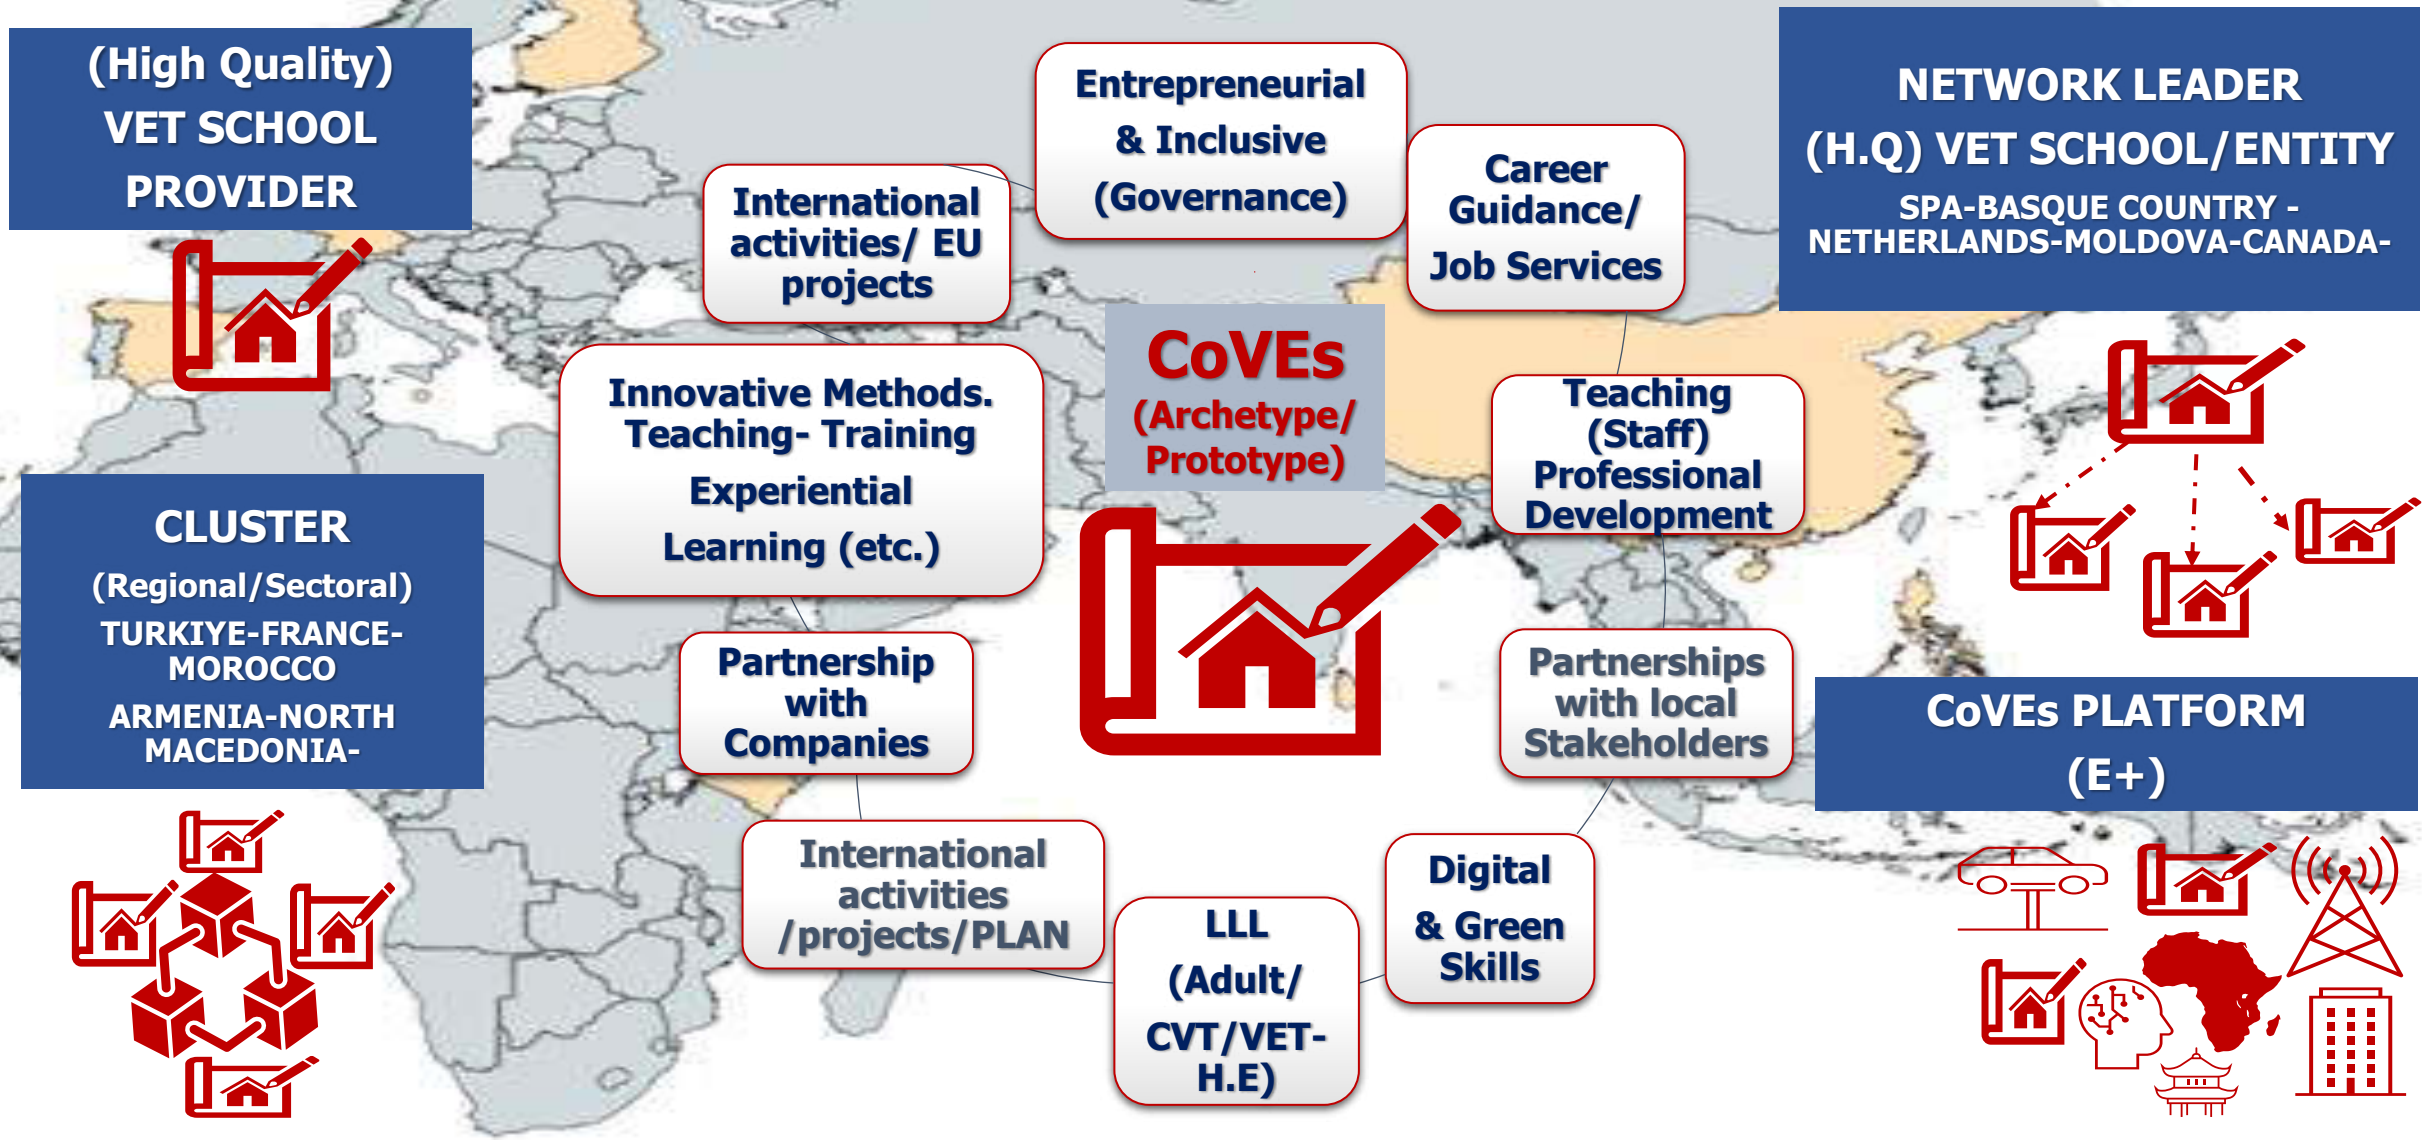 (High Quality)
VET SCHOOL
PROVIDER
Entrepreneurial
& Inclusive
(Governance)
NETWORK LEADER
(H.Q) VET SCHOOL/ENTITY
SPA-BASQUE COUNTRY -
NETHERLANDS-MOLDOVA-CANADA-
International
activities/ EU
projects
Career
Guidance/
Job Services
CoVEs
(Archetype/
Prototype)
Innovative Methods.
Teaching- Training
Experiential
Learning (etc.)
Teaching
(Staff)
Professional
Development
CLUSTER
(Regional/Sectoral)
TURKIYE-FRANCE-
MOROCCO
ARMENIA-NORTH
MACEDONIA-
Partnership
with
Companies
Partnerships
with local
Stakeholders
CoVEs PLATFORM
(E+)
International
activities
/projects/PLAN
LLL
(Adult/
CVT/VET-
H.E)
Digital
& Green
Skills